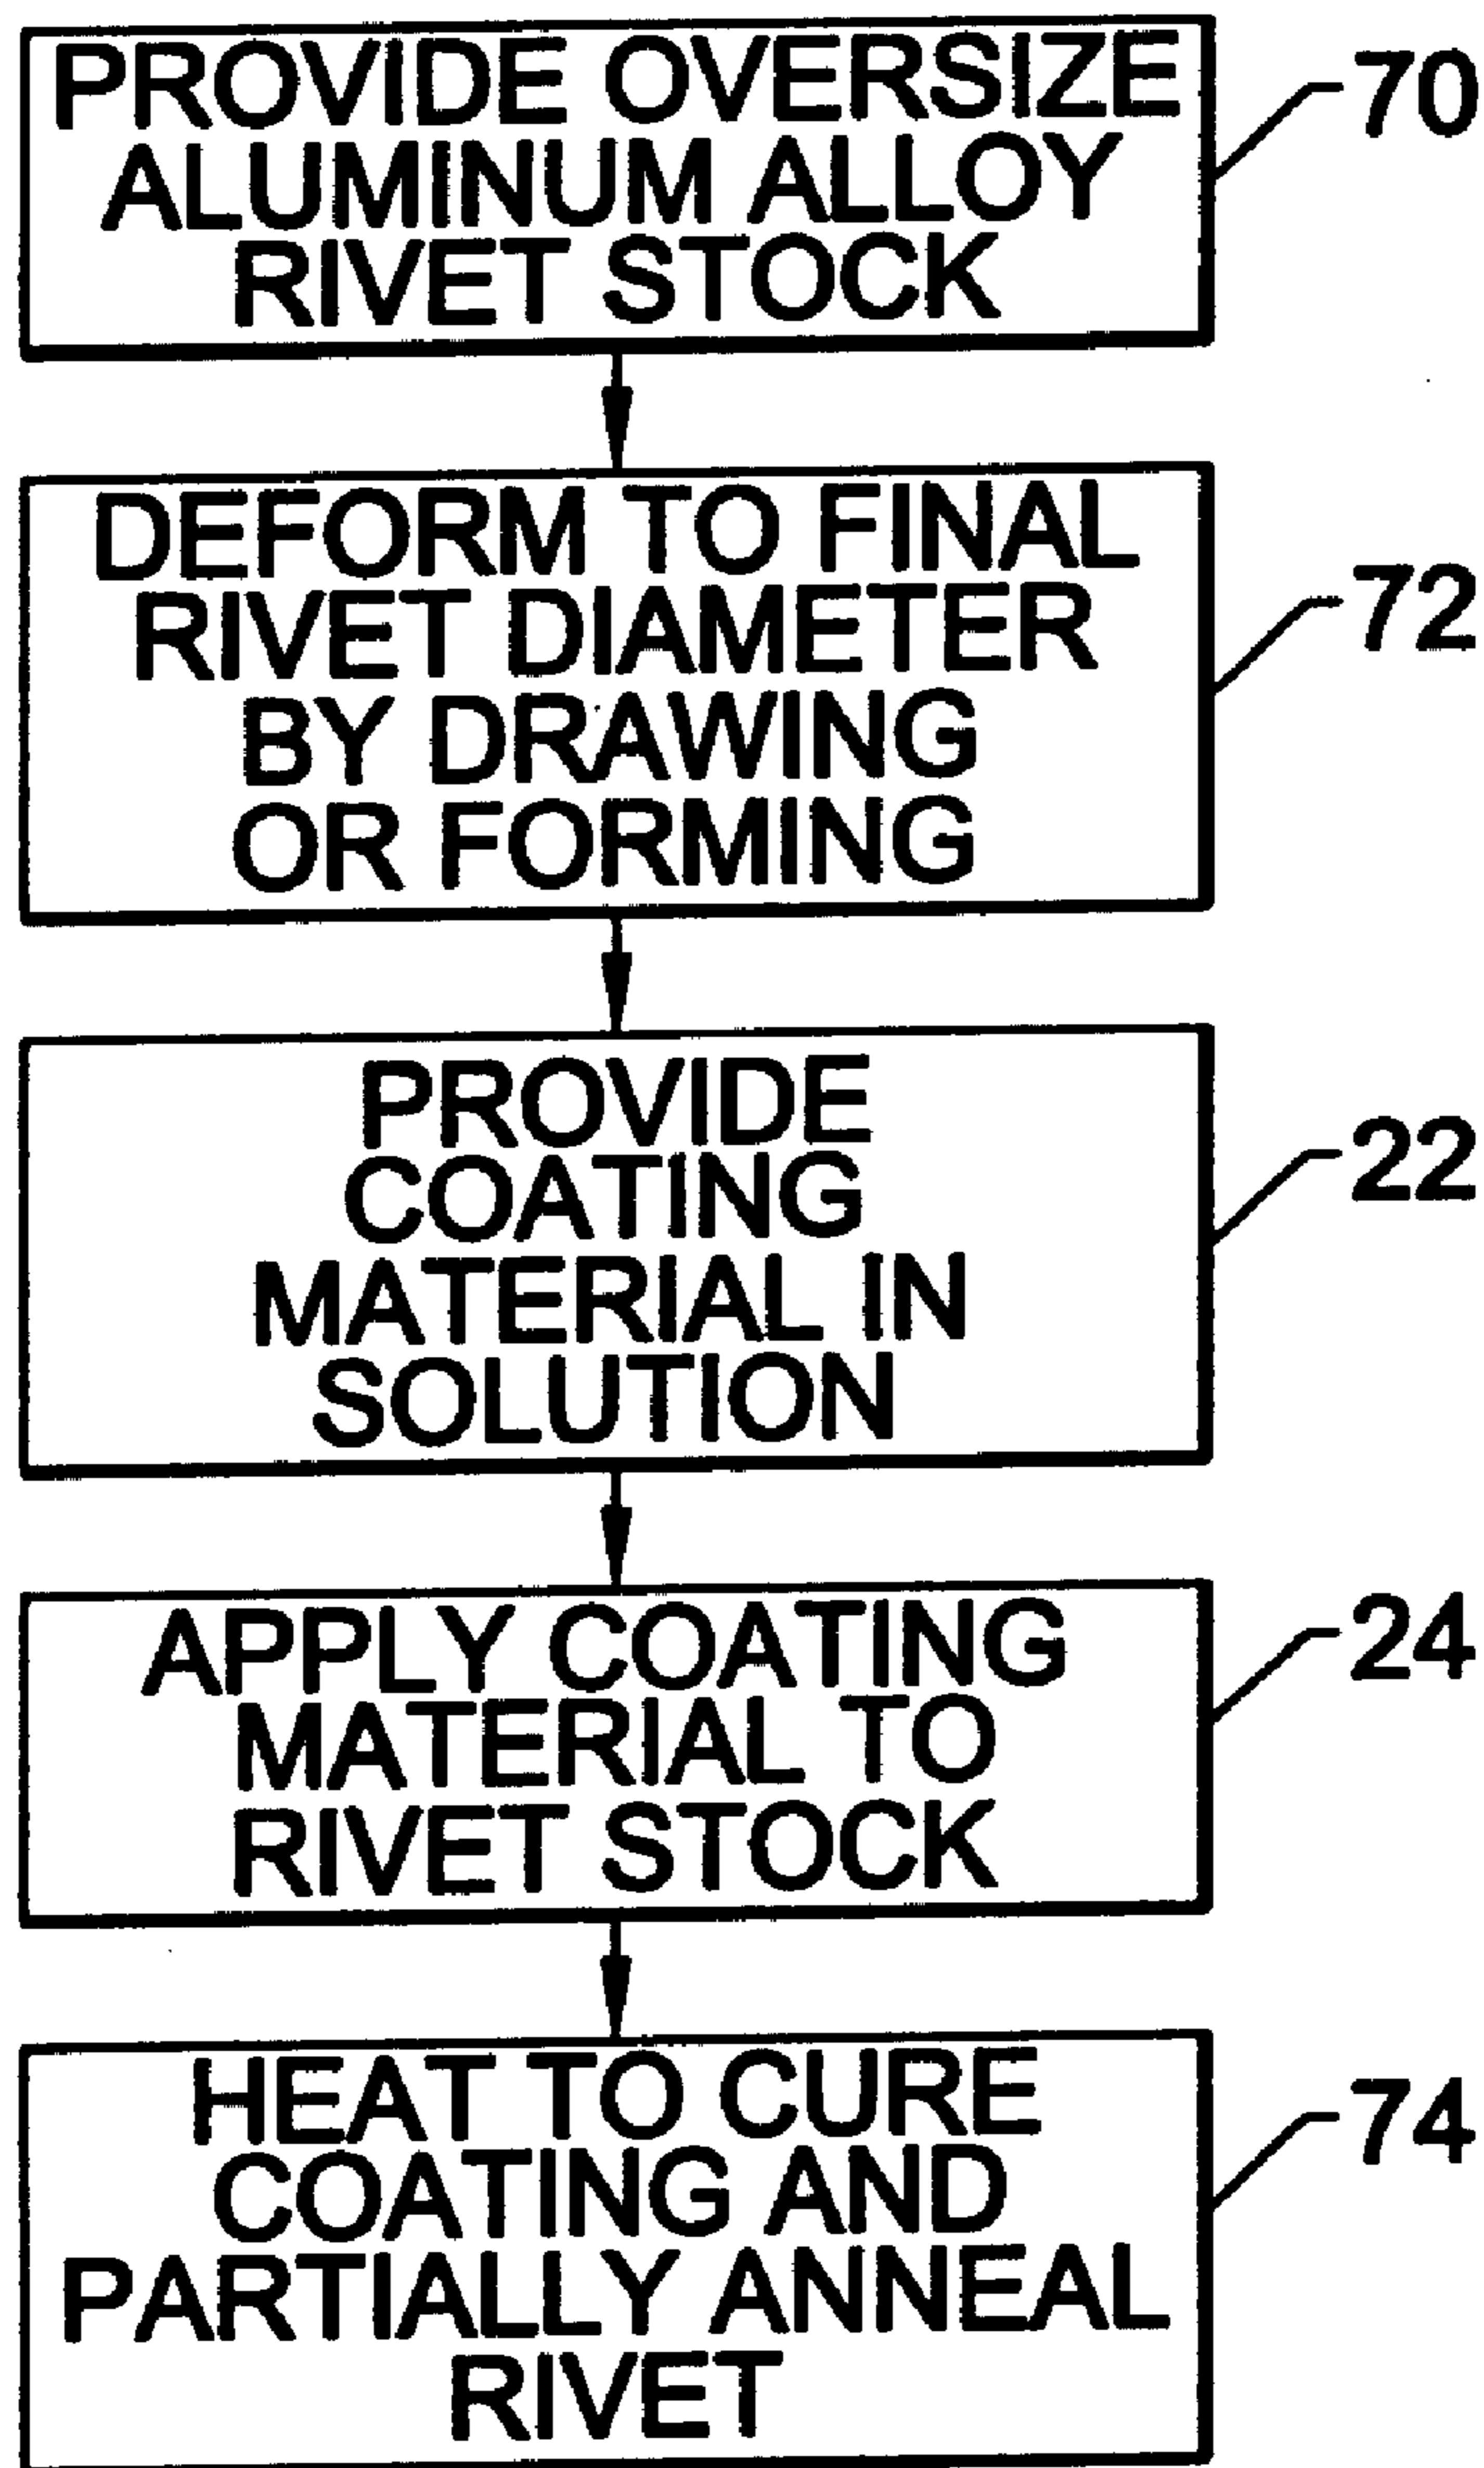 PROVIDE OVERSIZE
ALUMINUM ALLOY
RIVET STOCK
70
DEFORM TO FINAL
RIVET DIAMETER
BY DRAWING
OR FORMING
72
PROVIDE
COATING
MATERIAL IN
SOLUTION
22
APPLY COATING
MATERIAL TO
RIVET STOCK
24
HEAT TO CURE
COATING AND
PARTIALLY ANNEAL
RIVET
74